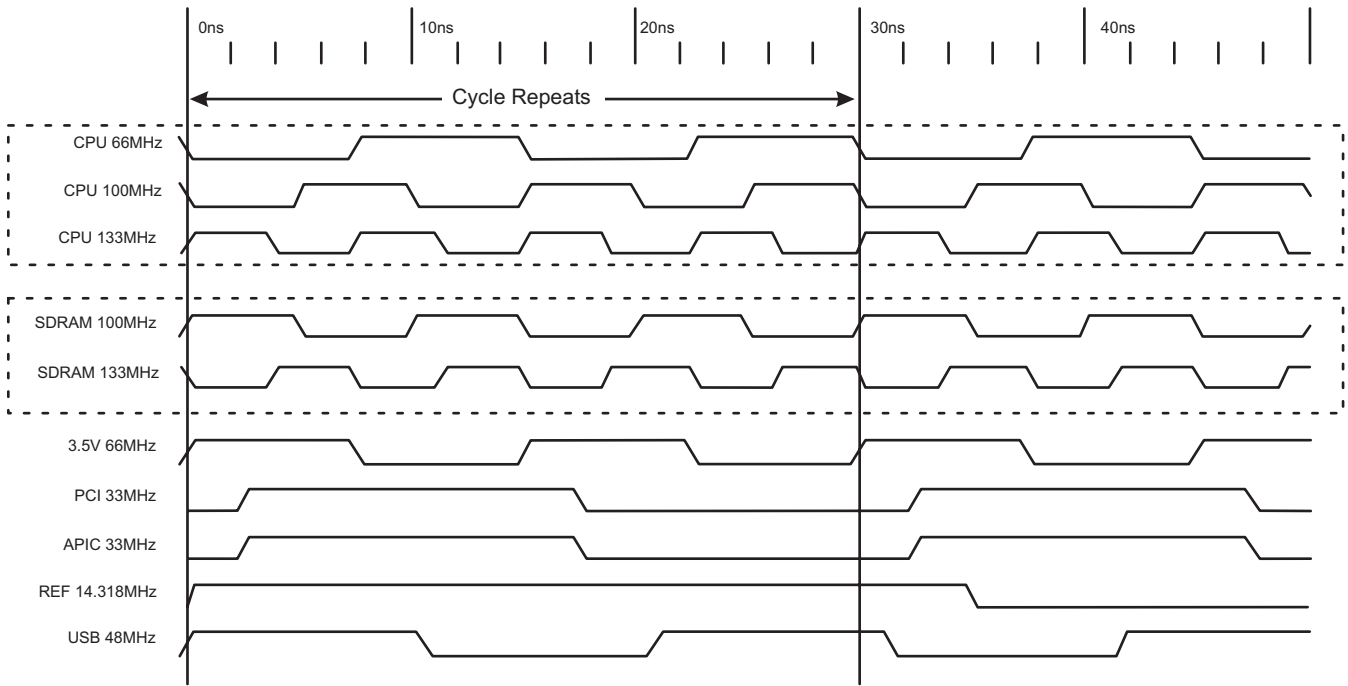 0ns 10ns 20ns 30ns 40ns
Cycle Repeats
CPU 66MHz
CPU 100MHz
CPU 133MHz
SDRAM 100MHz
SDRAM 133MHz
3.5V 66MHz
PCI 33MHz
APIC 33MHz
REF 14.318MHz
USB 48MHz